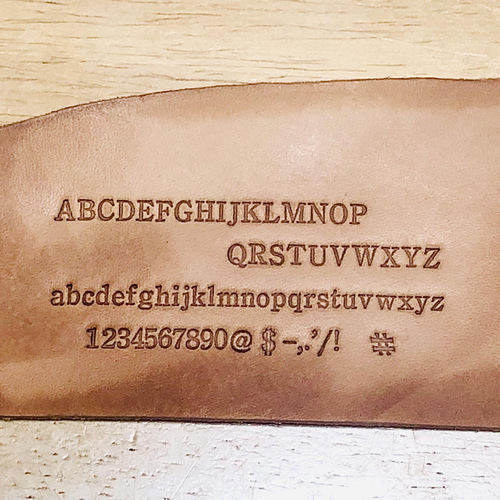 ABCDEFGHIJKLMNOP
QRSTUVWXYZ
abcdefghijklmnopqrstuvwxyz
1234567890@ $ -,.'/! #